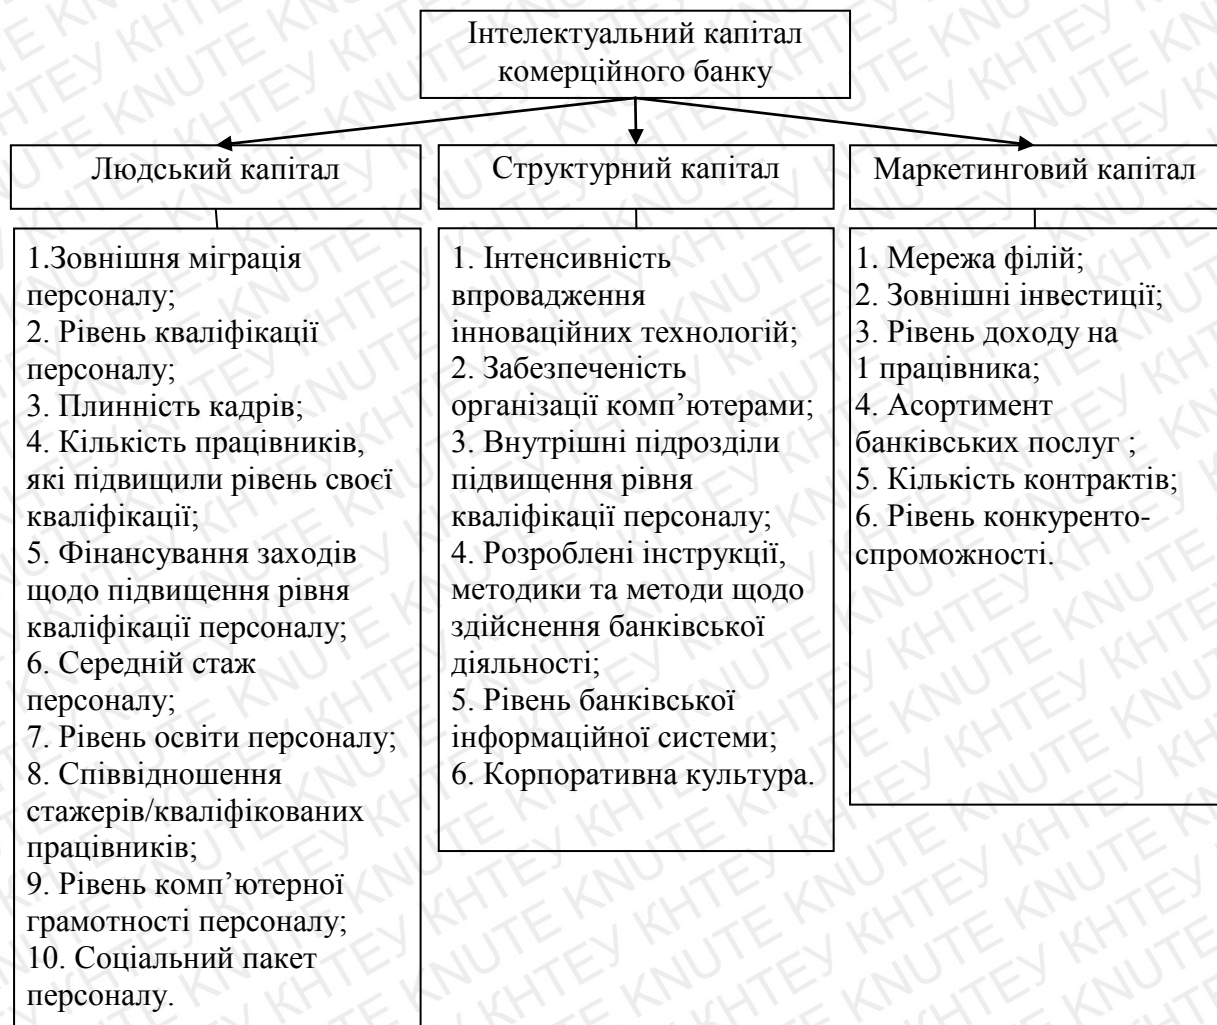 Інтелектуальний капітал
комерційного банку
Людський капітал
Структурний капітал
Маркетинговий капітал
1.Зовнішня міграція
персоналу;
2. Рівень кваліфікації
персоналу;
3. Плинність кадрів;
4. Кількість працівників,
які підвищили рівень своєї
кваліфікації;
5. Фінансування заходів
щодо підвищення рівня
кваліфікації персоналу;
6. Середній стаж
персоналу;
7. Рівень освіти персоналу;
8. Співвідношення
стажерів/кваліфікованих
працівників;
9. Рівень комп’ютерної
грамотності персоналу;
10. Соціальний пакет
персоналу.
1. Інтенсивність
впровадження
інноваційних технологій;
2. Забезпеченість
організації комп’ютерами;
3. Внутрішні підрозділи
підвищення рівня
кваліфікації персоналу;
4. Розроблені інструкції,
методики та методи щодо
здійснення банківської
діяльності;
5. Рівень банківської
інформаційної системи;
6. Корпоративна культура.
1. Мережа філій;
2. Зовнішні інвестиції;
3. Рівень доходу на
1 працівника;
4. Асортимент
банківських послуг ;
5. Кількість контрактів;
6. Рівень конкуренто-
спроможності.